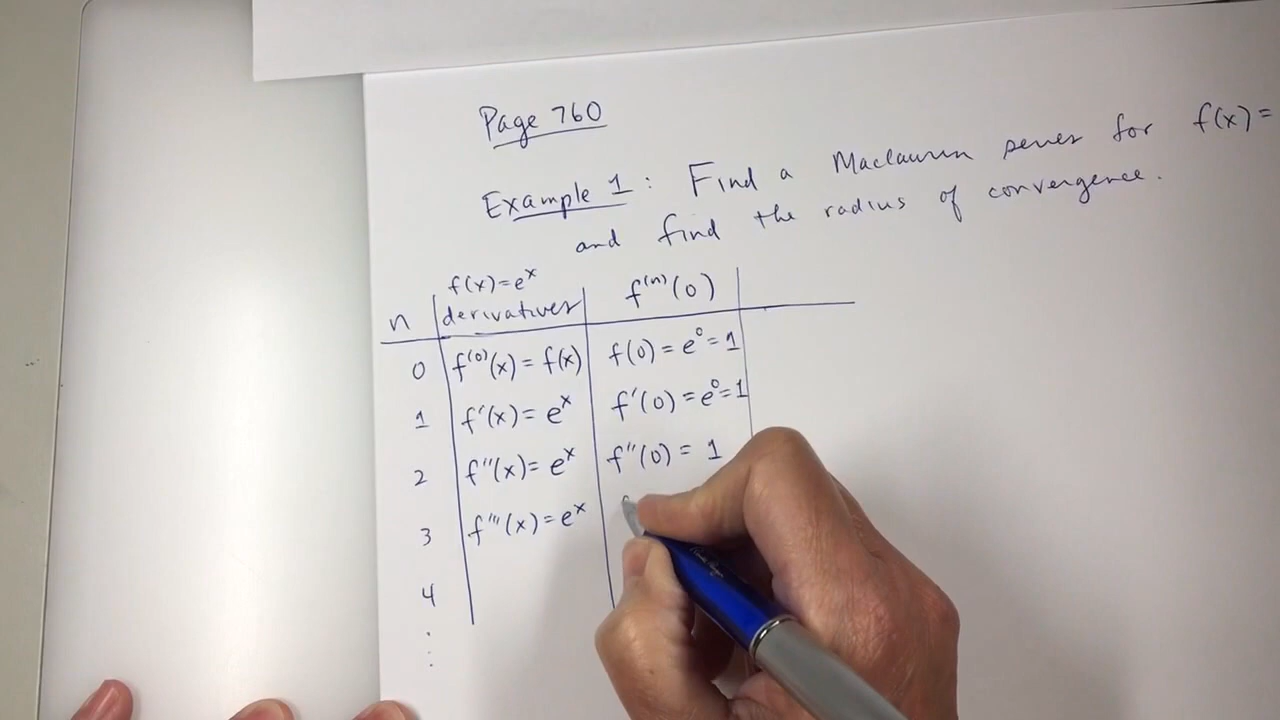 Page 760
Example 1: Find a Maclaurin series for f(x)=
and find the radius of convergence.
f(x)=e^x
n derivatives f^(n)(0)
0 f^(0)(x) = f(x) f(0) = e^0 = 1
1 f'(x) = e^x f'(0) = e^0 = 1
2 f''(x) = e^x f''(0) = 1
3 f'''(x) = e^x
4